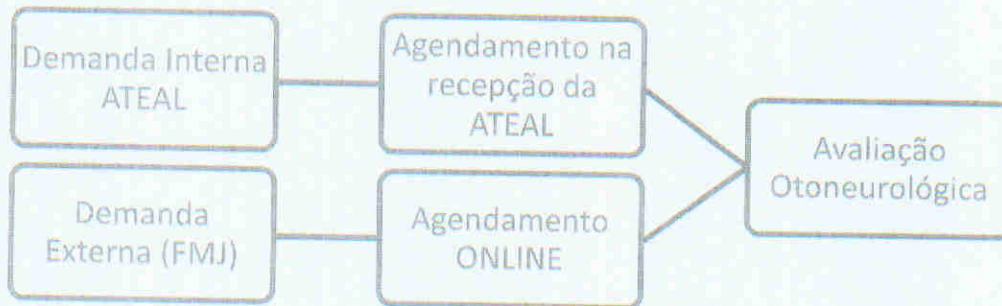 Demanda Interna
ATEAL
Agendamento na
recepção da
ATEAL
Demanda
Externa (FMJ)
Agendamento
ONLINE
Avaliação
Otoneurológica